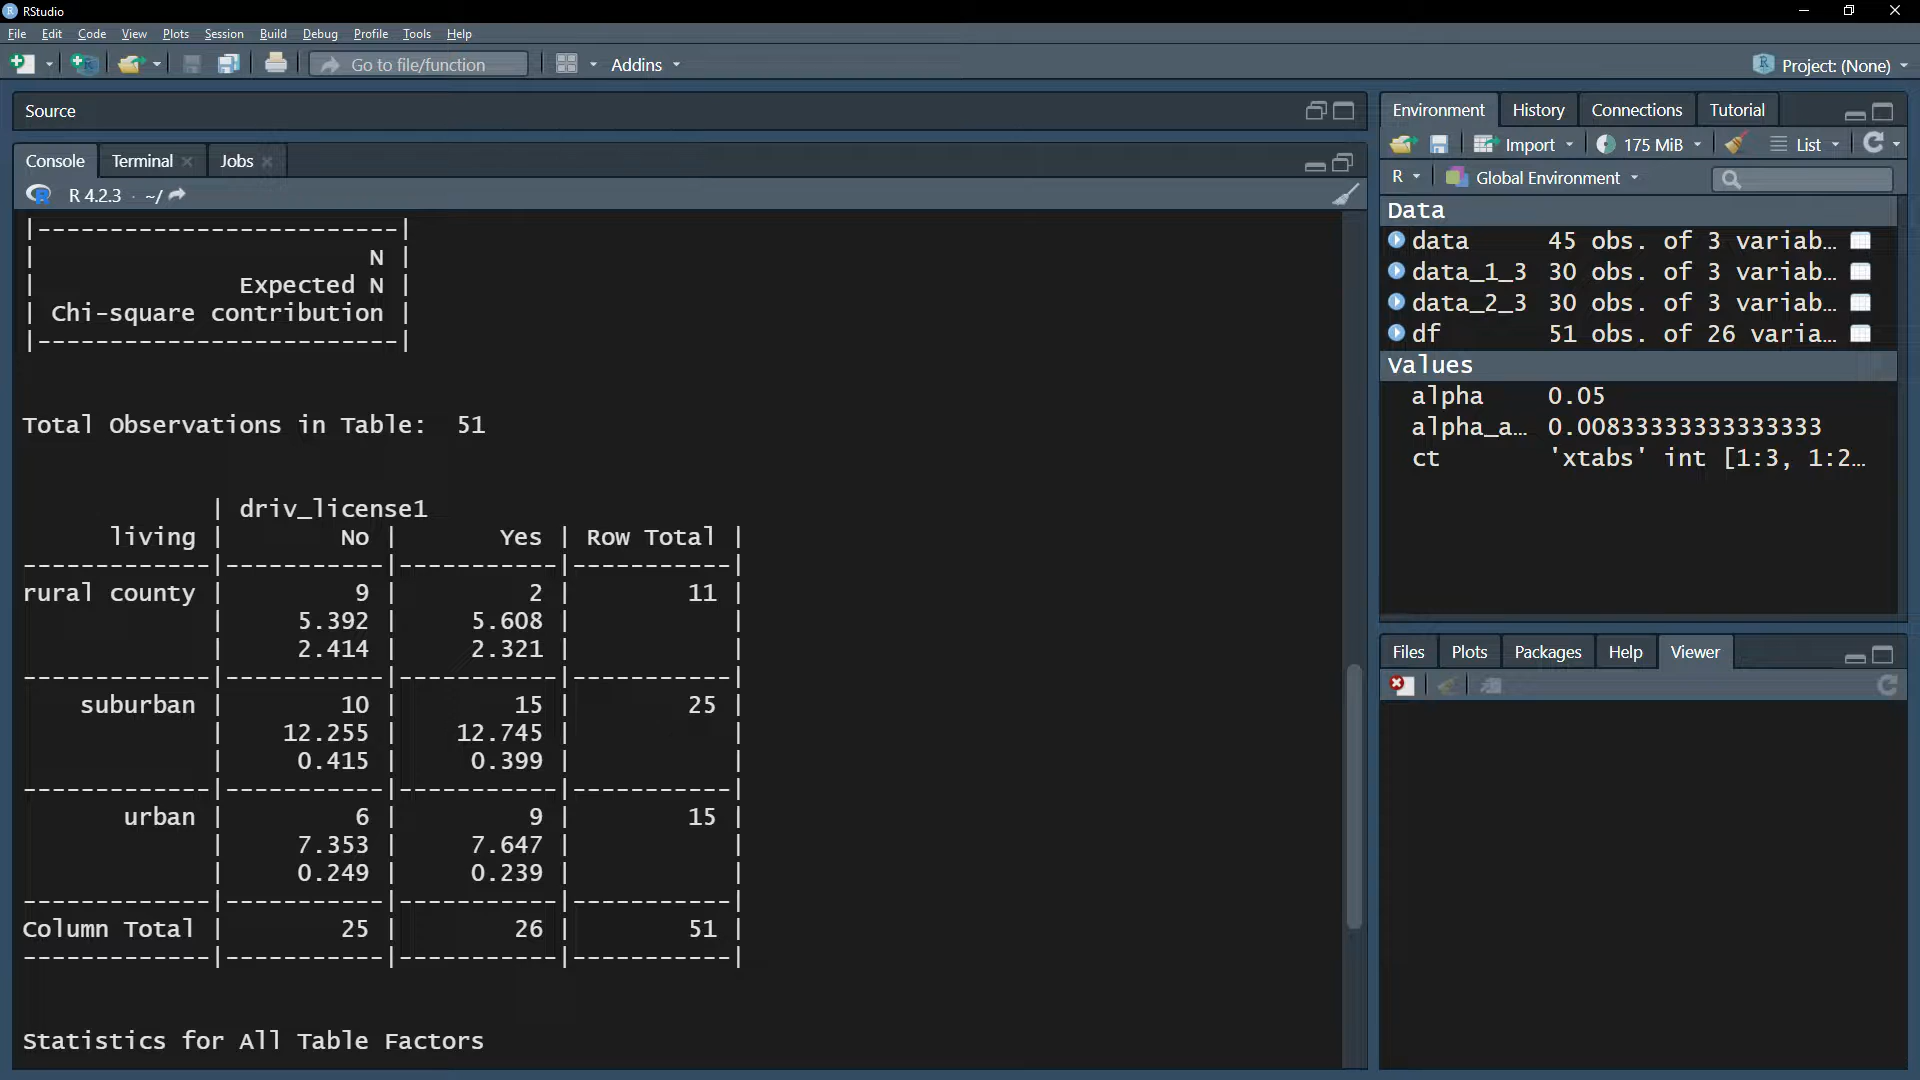 RStudio
File Edit Code View Plots Session Build Debug Profile Tools Help
Go to file/function Addins Project: (None)
Source
Console Terminal Jobs
R 4.2.3 · ~/
|-------------------------|
| N |
| Expected N |
| Chi-square contribution |
|-------------------------|
Total Observations in Table: 51
| driv_license1
living | No | Yes | Row Total |
-------------|-----------|-----------|-----------|
rural county | 9 | 2 | 11 |
| 5.392 | 5.608 | |
| 2.414 | 2.321 | |
-------------|-----------|-----------|-----------|
suburban | 10 | 15 | 25 |
| 12.255 | 12.745 | |
| 0.415 | 0.399 | |
-------------|-----------|-----------|-----------|
urban | 6 | 9 | 15 |
| 7.353 | 7.647 | |
| 0.249 | 0.239 | |
-------------|-----------|-----------|-----------|
Column Total | 25 | 26 | 51 |
-------------|-----------|-----------|-----------|
Statistics for All Table Factors
Environment History Connections Tutorial
Import 175 MiB List
R Global Environment
Data
data 45 obs. of 3 variab…
data_1_3 30 obs. of 3 variab…
data_2_3 30 obs. of 3 variab…
df 51 obs. of 26 varia…
Values
alpha 0.05
alpha_a… 0.00833333333333333
ct 'xtabs' int [1:3, 1:2…
Files Plots Packages Help Viewer